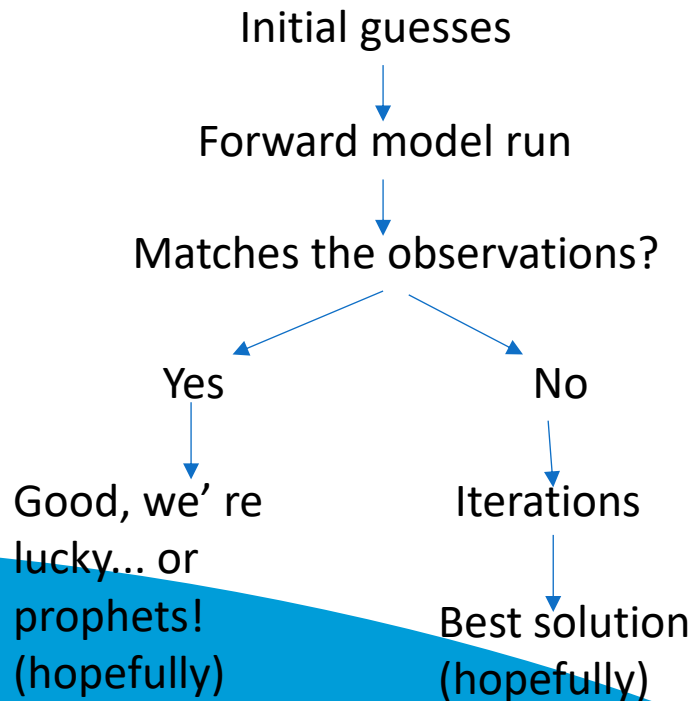 Initial guesses
Forward model run
Matches the observations?
Yes
No
Good, we’ re
lucky... or
prophets!
(hopefully)
Iterations
Best solution
(hopefully)